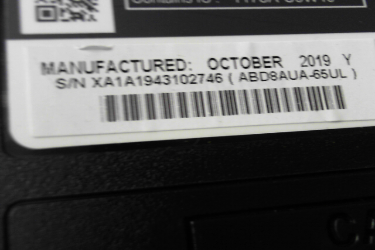 MANUFACTURED: OCTOBER 2019 Y
S/N XA1A1943102746 ( ABD8AUA-65UL )